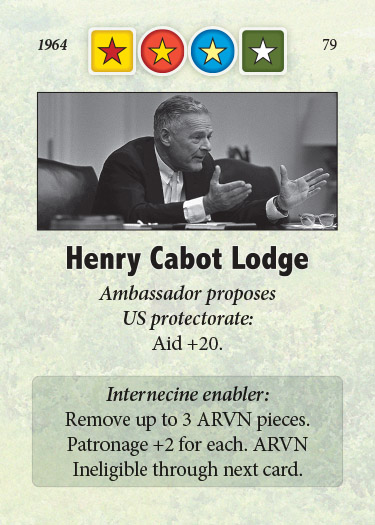 1964 79
Henry Cabot Lodge
Ambassador proposes
US protectorate:
Aid +20.
Internecine enabler:
Remove up to 3 ARVN pieces.
Patronage +2 for each. ARVN
Ineligible through next card.